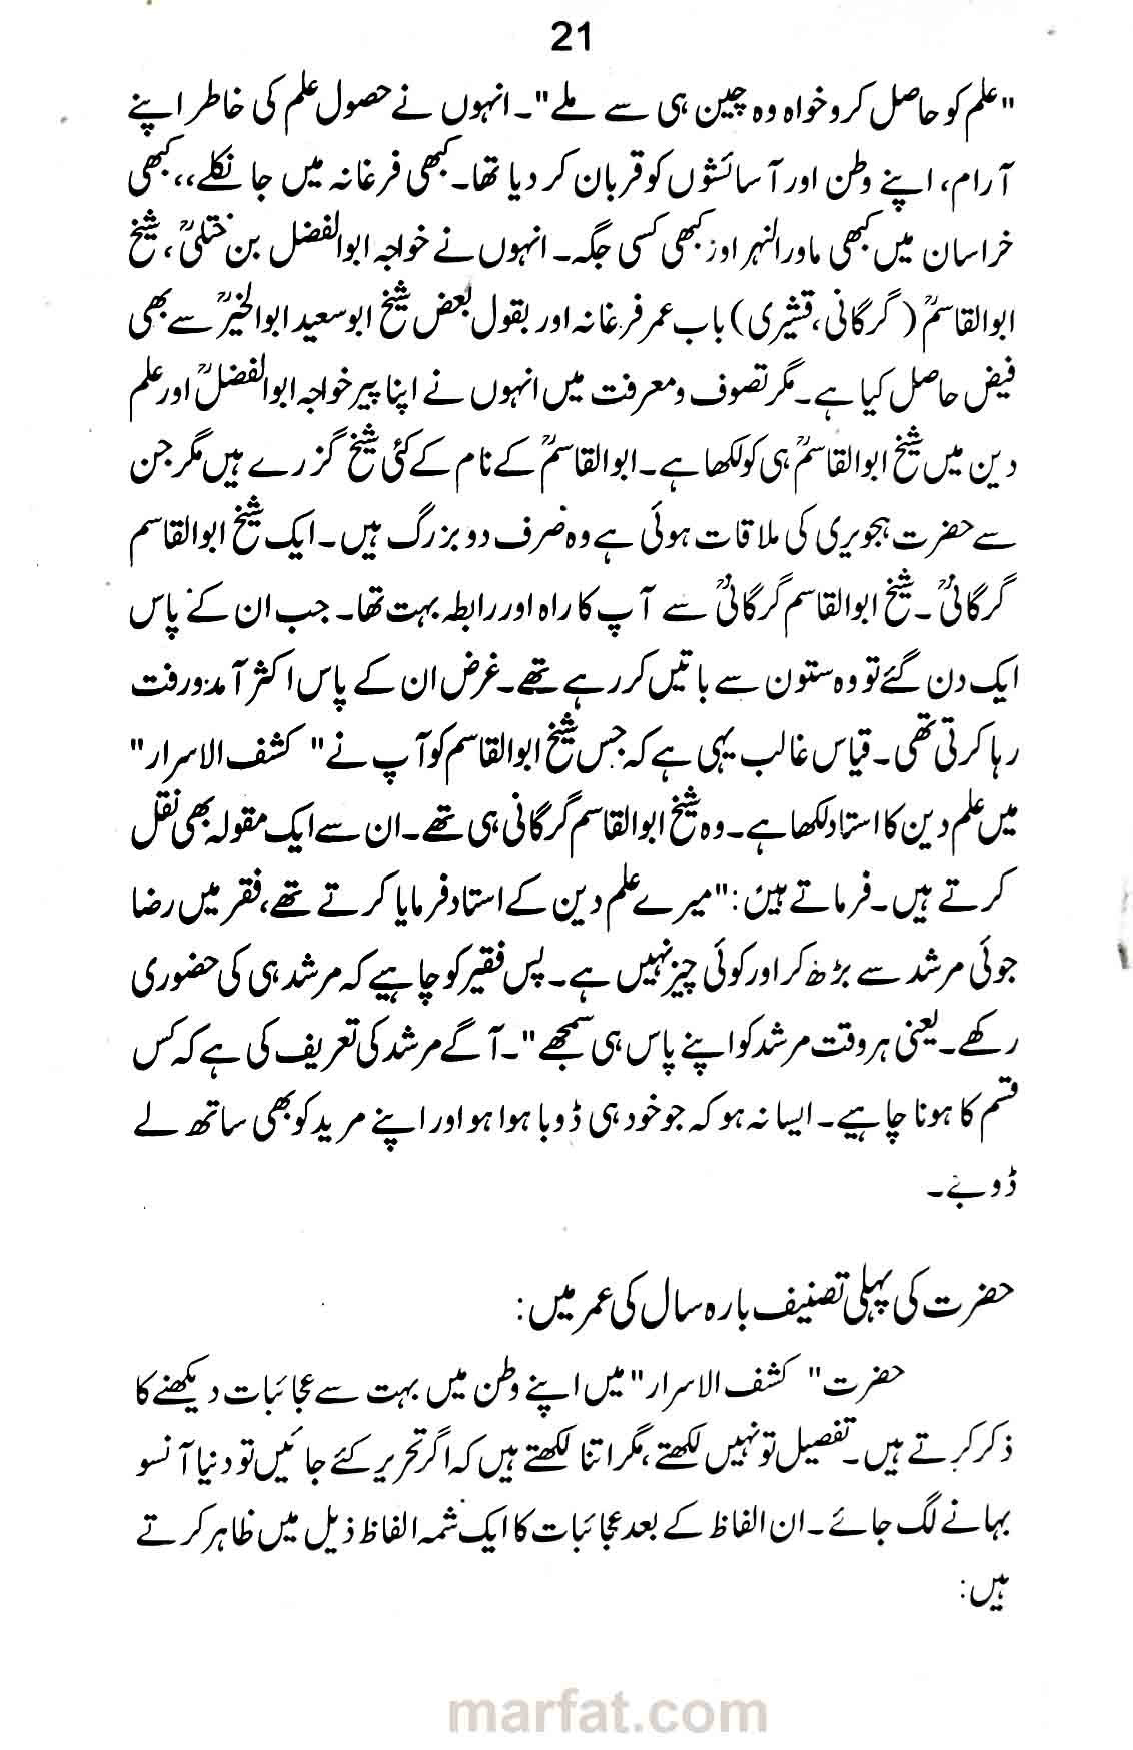 21
"علم کو حاصل کرو خواہ وہ چین ہی سے ملے"۔ انہوں نے حصول علم کی خاطر اپنے
آرام، اپنے وطن اور آسائشوں کو قربان کر دیا تھا۔ کبھی فرغانہ میں جا نکلے،، کبھی
خراسان میں کبھی ماورالنہر اور کبھی کسی جگہ۔ انہوں نے خواجہ ابوالفضل بن ختلیؒ، شیخ
ابوالقاسمؒ (گرگانی، قشیری) باب عمر فرغانہ اور بقول بعض شیخ ابو سعید ابوالخیرؒ سے بھی
فیض حاصل کیا ہے۔ مگر تصوف و معرفت میں انہوں نے اپنا پیر خواجہ ابوالفضلؒ اور علم
دین میں شیخ ابوالقاسمؒ ہی کو لکھا ہے۔ ابوالقاسمؒ کے نام کے کئی شیخ گزرے ہیں مگر جن
سے حضرت ہجویری کی ملاقات ہوئی ہے وہ صرف دو بزرگ ہیں۔ ایک شیخ ابوالقاسم
گرگانیؒ۔ شیخ ابوالقاسم گرگانیؒ سے آپ کا راہ اور رابطہ بہت تھا۔ جب ان کے پاس
ایک دن گئے تو وہ ستون سے باتیں کر رہے تھے۔ غرض ان کے پاس اکثر آمدورفت
رہا کرتی تھی۔ قیاس غالب یہی ہے کہ جس شیخ ابوالقاسم کو آپ نے "کشف الاسرار"
میں علم دین کا استاد لکھا ہے۔ وہ شیخ ابوالقاسم گرگانی ہی تھے۔ ان سے ایک مقولہ بھی نقل
کرتے ہیں۔ فرماتے ہیں: "میرے علم دین کے استاد فرمایا کرتے تھے، فقر میں رضا
جوئی مرشد سے بڑھ کر اور کوئی چیز نہیں ہے۔ پس فقیر کو چاہیے کہ مرشد ہی کی حضوری
رکھے۔ یعنی ہر وقت مرشد کو اپنے پاس ہی سمجھے"۔ آگے مرشد کی تعریف کی ہے کہ کس
قسم کا ہونا چاہیے۔ ایسا نہ ہو کہ جو خود ہی ڈوبا ہوا ہو اور اپنے مرید کو بھی ساتھ لے
ڈوبے۔
حضرت کی پہلی تصنیف بارہ سال کی عمر میں:
حضرت "کشف الاسرار" میں اپنے وطن میں بہت سے عجائبات دیکھنے کا
ذکر کرتے ہیں۔ تفصیل تو نہیں لکھتے، مگر اتنا لکھتے ہیں کہ اگر تحریر کئے جائیں تو دنیا آنسو
بہانے لگ جائے۔ ان الفاظ کے بعد عجائبات کا ایک شمہ الفاظ ذیل میں ظاہر کرتے
ہیں:
marfat.com